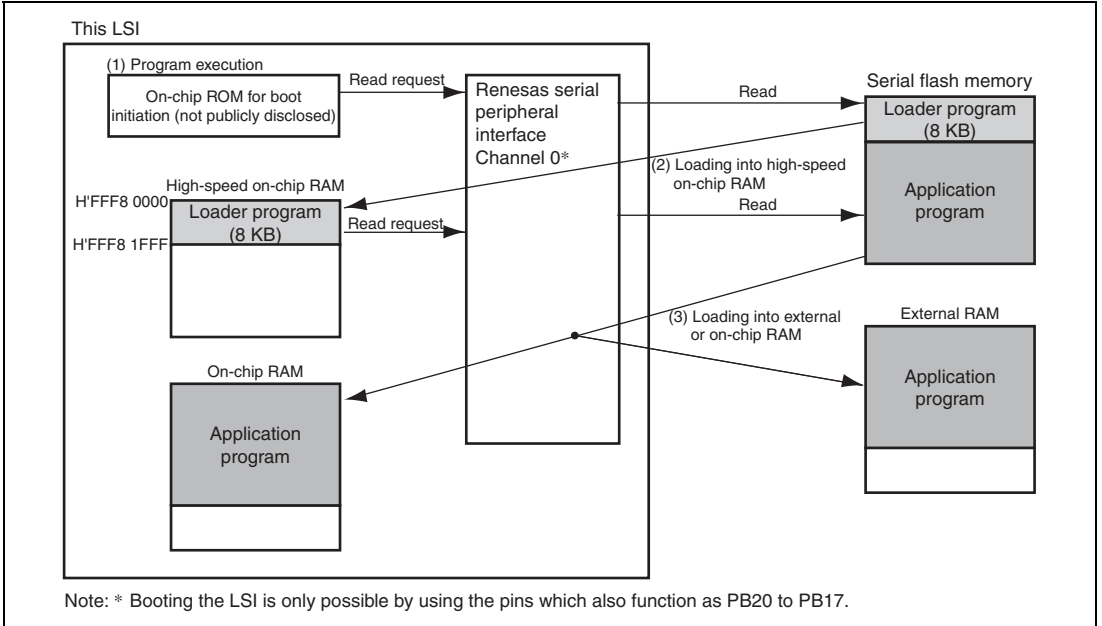 This LSI
(1) Program execution
On-chip ROM for boot
initiation (not publicly disclosed)
Read request
Renesas serial
peripheral
interface
Channel 0*
Read
Serial flash memory
Loader program
(8 KB)
Application
program
(2) Loading into high-speed
on-chip RAM
Read
High-speed on-chip RAM
H'FFF8 0000
Loader program
(8 KB)
H'FFF8 1FFF
Read request
(3) Loading into external
or on-chip RAM
External RAM
Application
program
On-chip RAM
Application
program
Note: * Booting the LSI is only possible by using the pins which also function as PB20 to PB17.